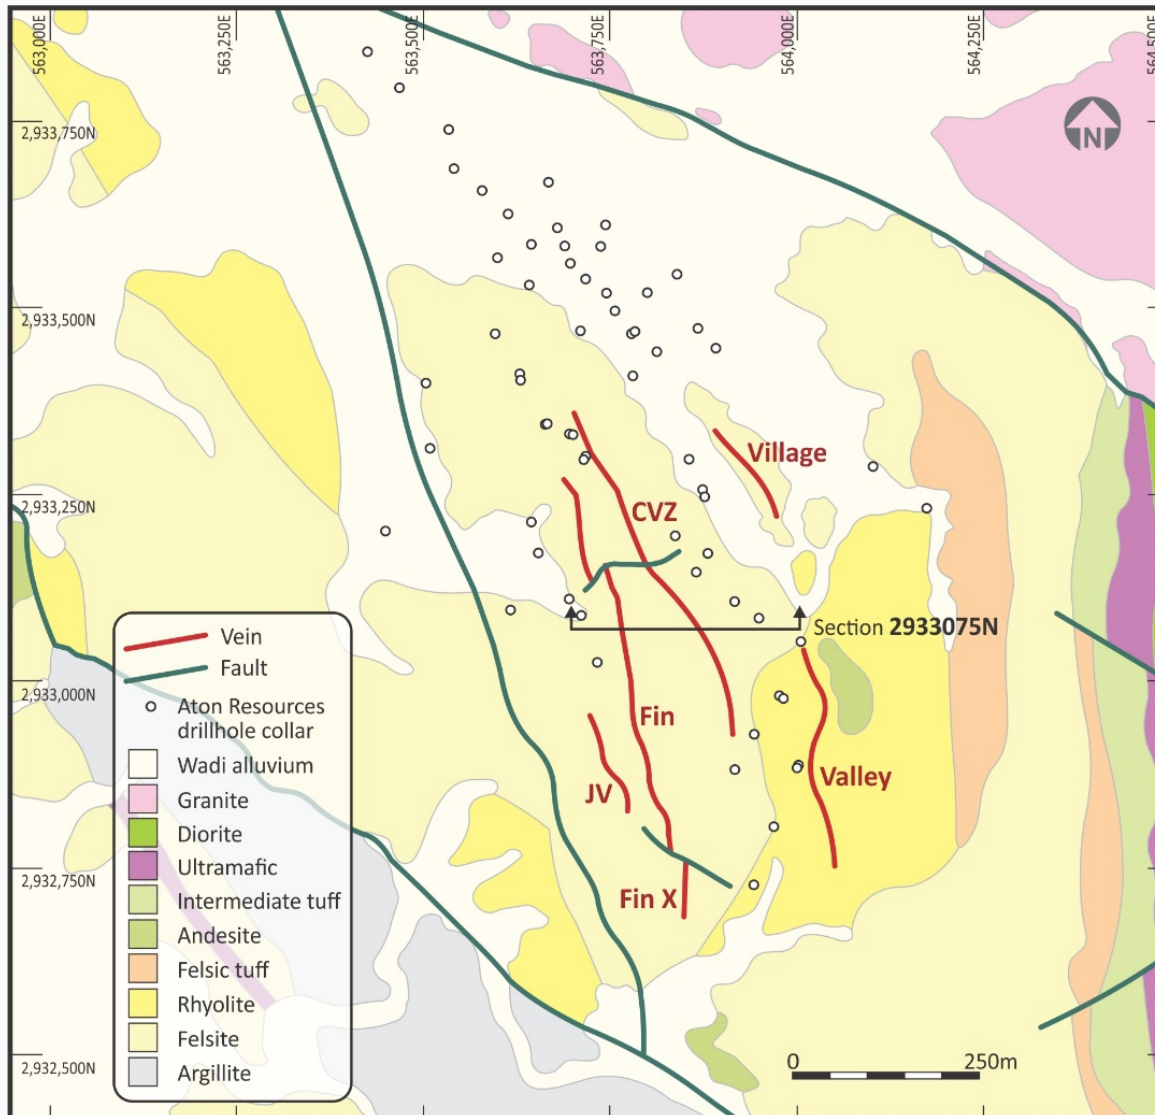 563,000E
563,250E
563,500E
563,750E
564,000E
564,250E
564,500E
2,933,750N
N
2,933,500N
Village
2,933,250N
CVZ
Section 2933075N
Vein
Fault
2,933,000N
Aton Resources
drillhole collar
Fin
Wadi alluvium
Valley
JV
Granite
Diorite
Ultramafic
2,932,750N
Intermediate tuff
Fin X
Andesite
Felsic tuff
Rhyolite
Felsite
2,932,500N
Argillite
0 250m